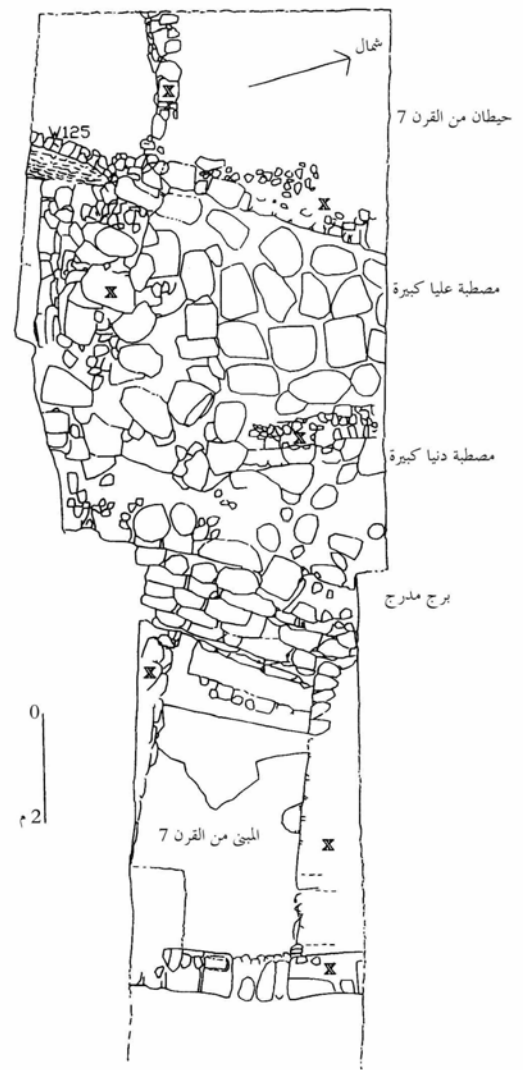 شمال
X
حيطان من القرن 7
W125
X
مصطبة عليا كبيرة
X
X
مصطبة دنيا كبيرة
برج مدرج
X
0
2 م
المبنى من القرن 7
X
X